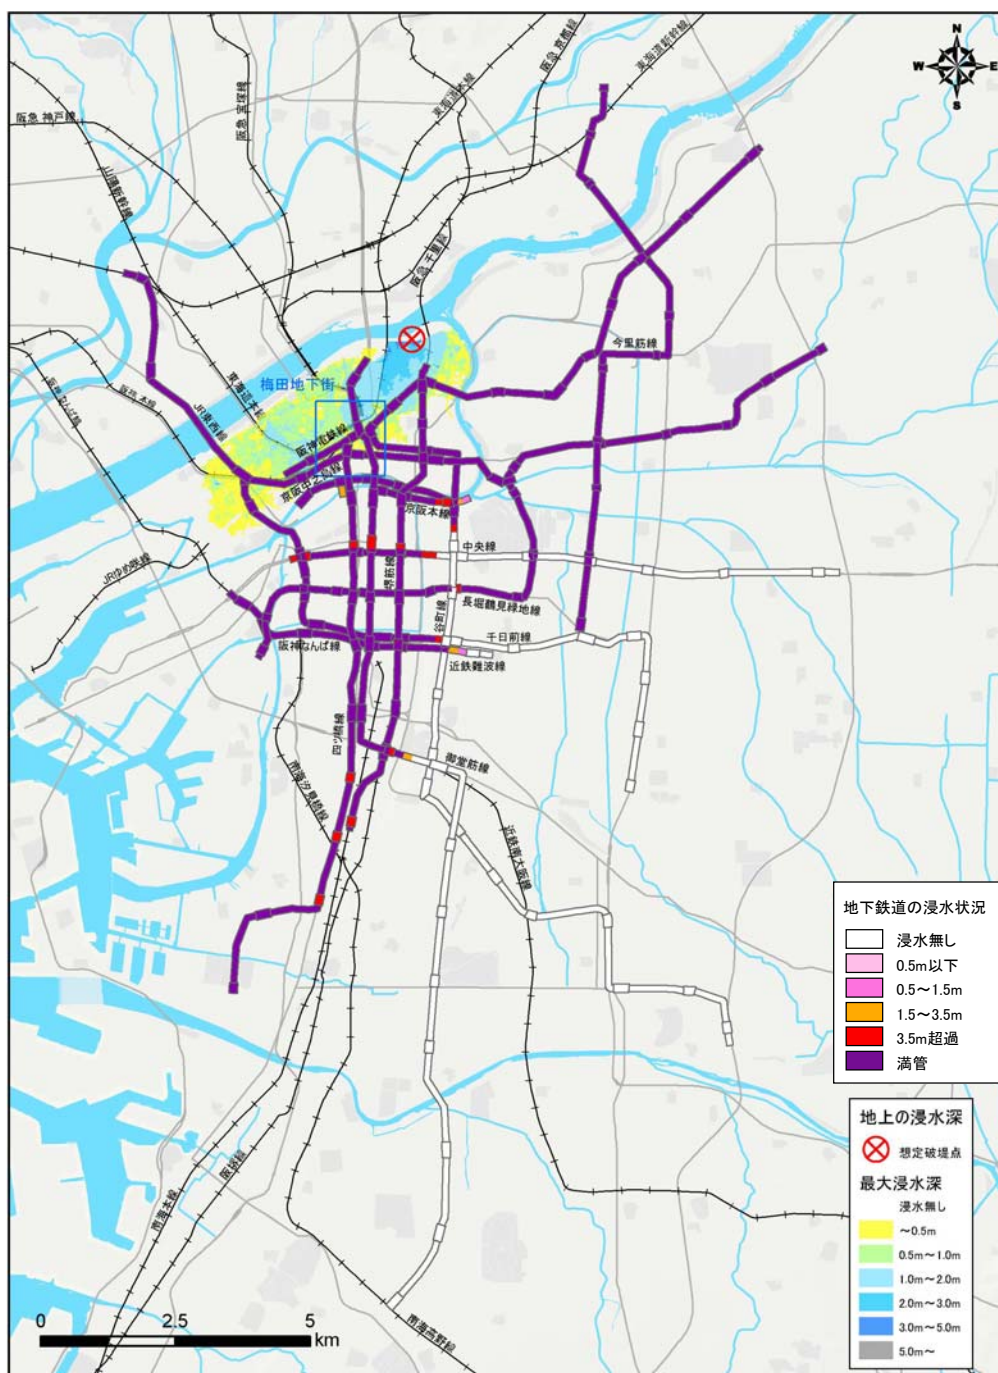 N
W E
S
阪急 神戸線
山陽新幹線
阪急 宝塚線
東海道本線
阪急 京都線
東海道新幹線
阪急 千里線
今里筋線
梅田地下街
東海道本線
JR東西線
阪神 本線
阪神なんば線
阪神電鉄線
京阪中之島線
京阪本線
中央線
JRゆめ咲線
堺筋線
谷町線
長堀鶴見緑地線
千日前線
阪神なんば線
近鉄難波線
四ツ橋線
御堂筋線
南海汐見橋線
近鉄南大阪線
阪堺線
南海本線
南海高野線
地下鉄道の浸水状況
浸水無し
0.5m以下
0.5～1.5m
1.5～3.5m
3.5m超過
満管
地上の浸水深
想定破堤点
最大浸水深
浸水無し
～0.5m
0.5m～1.0m
1.0m～2.0m
2.0m～3.0m
3.0m～5.0m
5.0m～
0 2.5 5
km